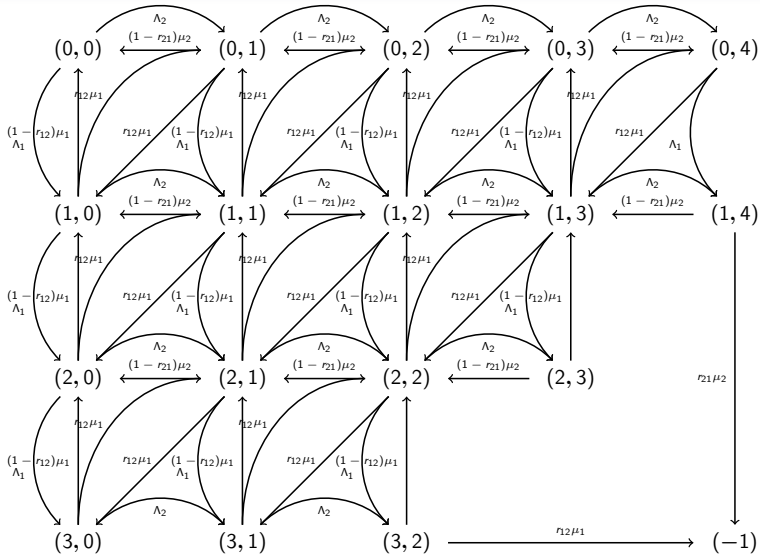 Λ₂ Λ₂ Λ₂ Λ₂
(0, 0) (1 − r₂₁)μ₂ (0, 1) (1 − r₂₁)μ₂ (0, 2) (1 − r₂₁)μ₂ (0, 3) (1 − r₂₁)μ₂ (0, 4)
r₁₂μ₁ r₁₂μ₁ r₁₂μ₁ r₁₂μ₁
(1 − r₁₂)μ₁ r₁₂μ₁ (1 − r₁₂)μ₁ r₁₂μ₁ (1 − r₁₂)μ₁ r₁₂μ₁ (1 − r₁₂)μ₁ r₁₂μ₁
Λ₁ Λ₁ Λ₁ Λ₁ Λ₁
Λ₂ Λ₂ Λ₂ Λ₂
(1, 0) (1 − r₂₁)μ₂ (1, 1) (1 − r₂₁)μ₂ (1, 2) (1 − r₂₁)μ₂ (1, 3) (1 − r₂₁)μ₂ (1, 4)
r₁₂μ₁ r₁₂μ₁ r₁₂μ₁
(1 − r₁₂)μ₁ r₁₂μ₁ (1 − r₁₂)μ₁ r₁₂μ₁ (1 − r₁₂)μ₁ r₁₂μ₁ (1 − r₁₂)μ₁
Λ₁ Λ₁ Λ₁ Λ₁
Λ₂ Λ₂ Λ₂
(2, 0) (1 − r₂₁)μ₂ (2, 1) (1 − r₂₁)μ₂ (2, 2) (1 − r₂₁)μ₂ (2, 3)
r₂₁μ₂
r₁₂μ₁ r₁₂μ₁
(1 − r₁₂)μ₁ r₁₂μ₁ (1 − r₁₂)μ₁ r₁₂μ₁ (1 − r₁₂)μ₁
Λ₁ Λ₁ Λ₁
Λ₂ Λ₂
(3, 0) (3, 1) (3, 2) r₁₂μ₁ (−1)